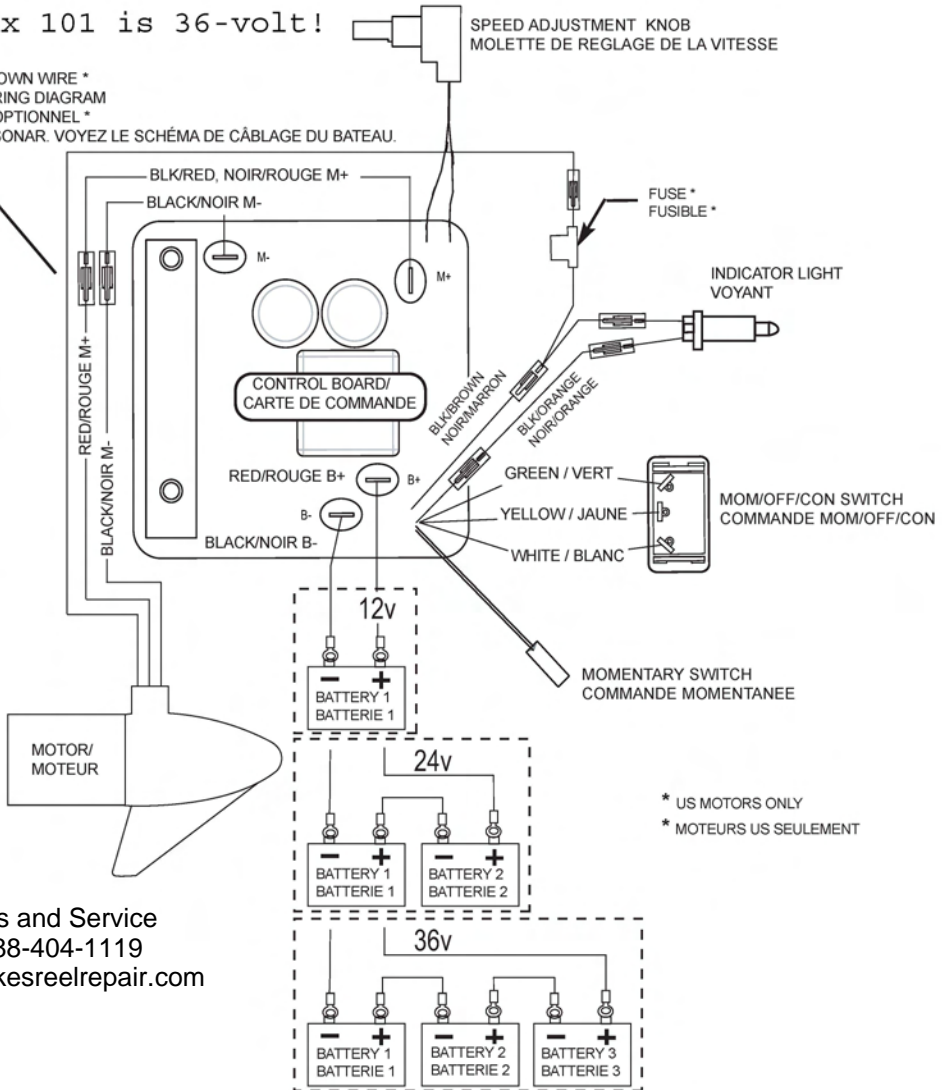 x 101 is 36-volt!
SPEED ADJUSTMENT KNOB
MOLETTE DE REGLAGE DE LA VITESSE
OWN WIRE *
RING DIAGRAM
OPTIONNEL *
SONAR. VOYEZ LE SCHÉMA DE CÂBLAGE DU BATEAU.
BLK/RED, NOIR/ROUGE M+
BLACK/NOIR M-
FUSE *
FUSIBLE *
M-
M+
INDICATOR LIGHT
VOYANT
RED/ROUGE M+
BLACK/NOIR M-
CONTROL BOARD/
CARTE DE COMMANDE
BLK/BROWN
NOIR/MARRON
BLK/ORANGE
NOIR/ORANGE
RED/ROUGE B+
B+
B-
BLACK/NOIR B-
GREEN / VERT
YELLOW / JAUNE
WHITE / BLANC
MOM/OFF/CON SWITCH
COMMANDE MOM/OFF/CON
12v
- +
BATTERY 1
BATTERIE 1
MOMENTARY SWITCH
COMMANDE MOMENTANEE
MOTOR/
MOTEUR
24v
- + - +
BATTERY 1 BATTERY 2
BATTERIE 1 BATTERIE 2
* US MOTORS ONLY
* MOTEURS US SEULEMENT
s and Service
38-404-1119
kesreelrepair.com
36v
- + - + - +
BATTERY 1 BATTERY 2 BATTERY 3
BATTERIE 1 BATTERIE 2 BATTERIE 3